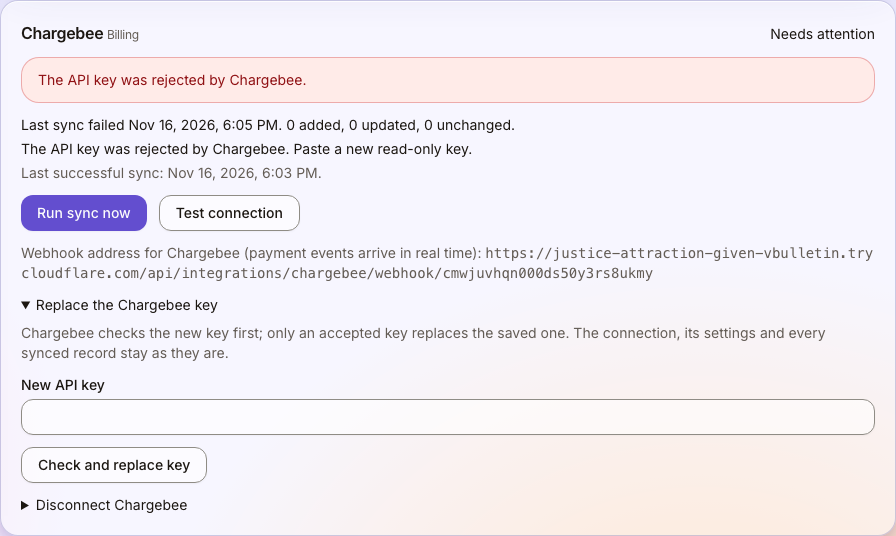 Chargebee Billing
Needs attention
The API key was rejected by Chargebee.
Last sync failed Nov 16, 2026, 6:05 PM. 0 added, 0 updated, 0 unchanged.
The API key was rejected by Chargebee. Paste a new read-only key.
Last successful sync: Nov 16, 2026, 6:03 PM.
Run sync now
Test connection
Webhook address for Chargebee (payment events arrive in real time): https://justice-attraction-given-vbulletin.try
cloudflare.com/api/integrations/chargebee/webhook/cmwjuvhqn000ds50y3rs8ukmy
Replace the Chargebee key
Chargebee checks the new key first; only an accepted key replaces the saved one. The connection, its settings and every
synced record stay as they are.
New API key
Check and replace key
Disconnect Chargebee